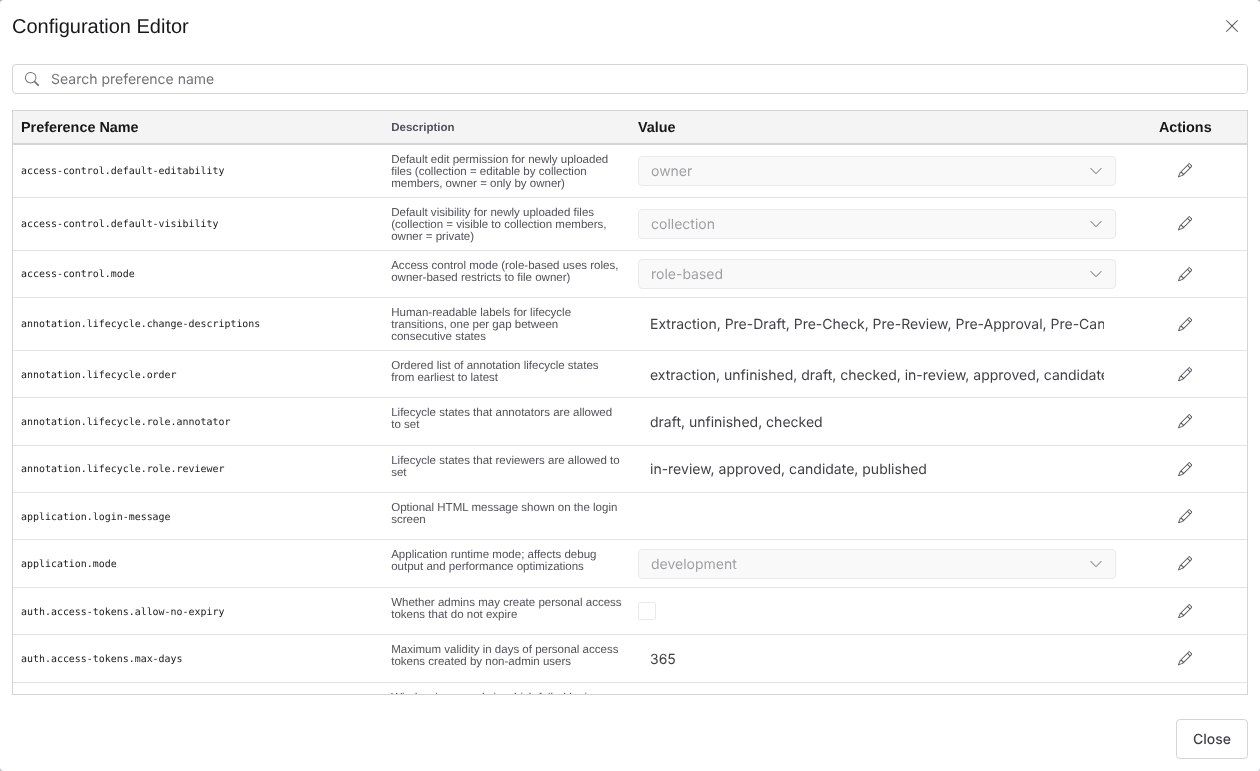 Configuration Editor
Search preference name
Preference Name Description Value Actions
access-control.default-editability
Default edit permission for newly uploaded
files (collection = editable by collection
members, owner = only by owner)
owner
access-control.default-visibility
Default visibility for newly uploaded files
(collection = visible to collection members,
owner = private)
collection
access-control.mode
Access control mode (role-based uses roles,
owner-based restricts to file owner)
role-based
annotation.lifecycle.change-descriptions
Human-readable labels for lifecycle
transitions, one per gap between
consecutive states
Extraction, Pre-Draft, Pre-Check, Pre-Review, Pre-Approval, Pre-Can
annotation.lifecycle.order
Ordered list of annotation lifecycle states
from earliest to latest
extraction, unfinished, draft, checked, in-review, approved, candidate
annotation.lifecycle.role.annotator
Lifecycle states that annotators are allowed
to set
draft, unfinished, checked
annotation.lifecycle.role.reviewer
Lifecycle states that reviewers are allowed to
set
in-review, approved, candidate, published
application.login-message
Optional HTML message shown on the login
screen
application.mode
Application runtime mode; affects debug
output and performance optimizations
development
auth.access-tokens.allow-no-expiry
Whether admins may create personal access
tokens that do not expire
auth.access-tokens.max-days
Maximum validity in days of personal access
tokens created by non-admin users
365
Close